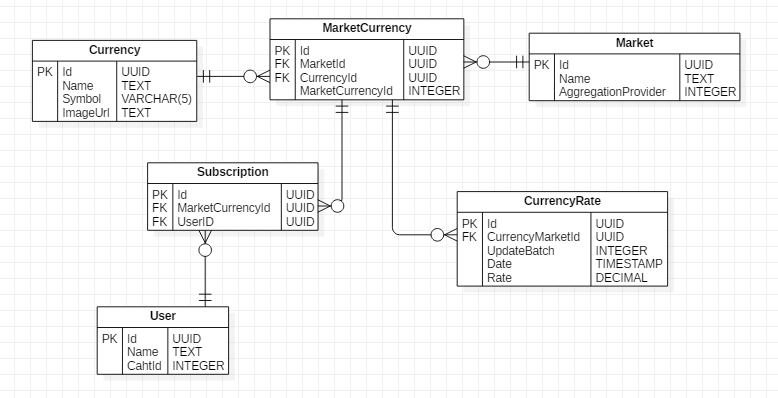 MarketCurrency
PK Id UUID
FK MarketId UUID
FK CurrencyId UUID
MarketCurrencyId INTEGER
Currency
PK Id UUID
Name TEXT
Symbol VARCHAR(5)
ImageUrl TEXT
Market
PK Id UUID
Name TEXT
AggregationProvider INTEGER
Subscription
PK Id UUID
FK MarketCurrencyId UUID
FK UserID UUID
CurrencyRate
PK Id UUID
FK CurrencyMarketId UUID
UpdateBatch INTEGER
Date TIMESTAMP
Rate DECIMAL
User
PK Id UUID
Name TEXT
CahtId INTEGER